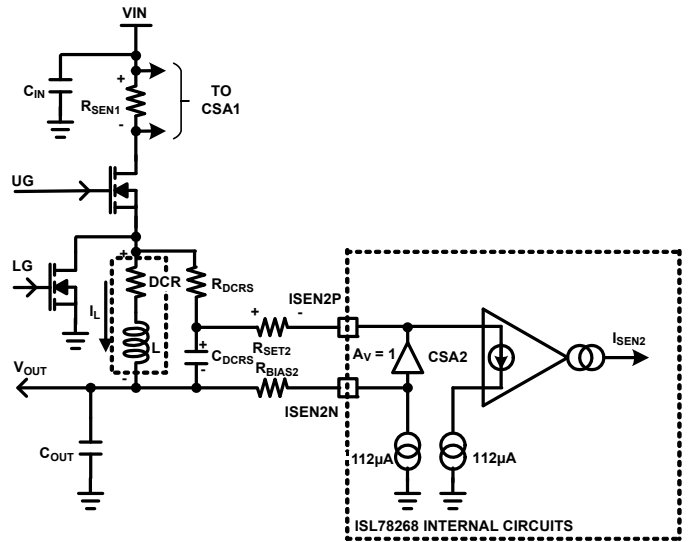 VIN
+
CIN
RSEN1
-
TO
CSA1
UG
LG
+
DCR
RDCRS
IL
L
-
+
CDCRS
-
+
-
RSET2
ISEN2P
RBIAS2
ISEN2N
VOUT
COUT
AV = 1
CSA2
ISEN2
112µA
112µA
ISL78268 INTERNAL CIRCUITS